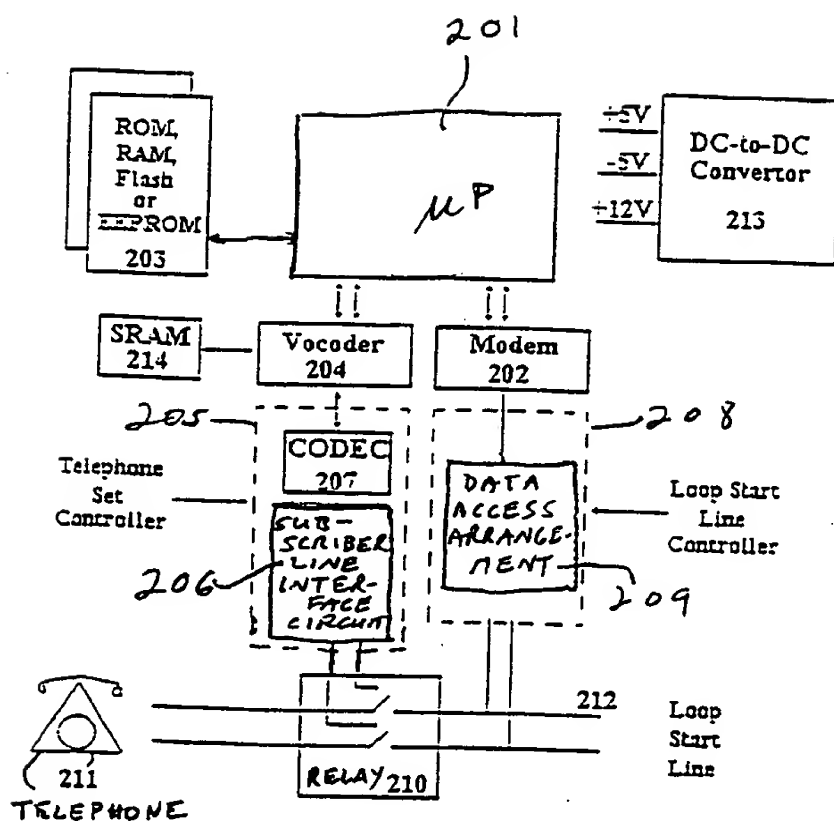 201
ROM,
RAM,
Flash
or
EEPROM
203
μP
+5V
-5V
+12V
DC-to-DC
Convertor
213
SRAM
214
Vocoder
204
Modem
202
205
208
Telephone
Set
Controller
CODEC
207
SUB-
SCRIBER
LINE
INTER-
FACE
CIRCUIT
206
DATA
ACCESS
ARRANGE-
MENT
209
Loop Start
Line
Controller
211
TELEPHONE
RELAY 210
212
Loop
Start
Line